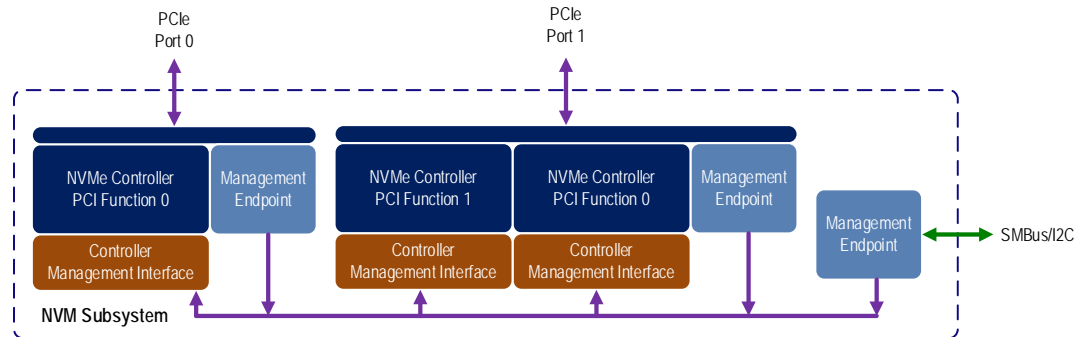 PCIe
Port 0
PCIe
Port 1
NVMe Controller
PCI Function 0
Management
Endpoint
NVMe Controller
PCI Function 1
NVMe Controller
PCI Function 0
Management
Endpoint
Management
Endpoint
SMBus/I2C
Controller
Management Interface
Controller
Management Interface
Controller
Management Interface
NVM Subsystem